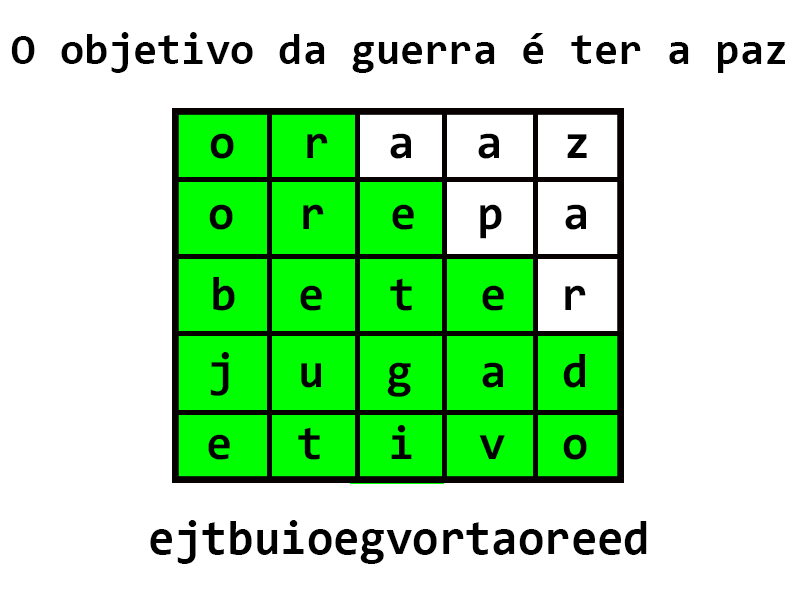 O objetivo da guerra é ter a paz
o r a a z
o r e p a
b e t e r
j u g a d
e t i v o
ejtbuioegvortaoreed